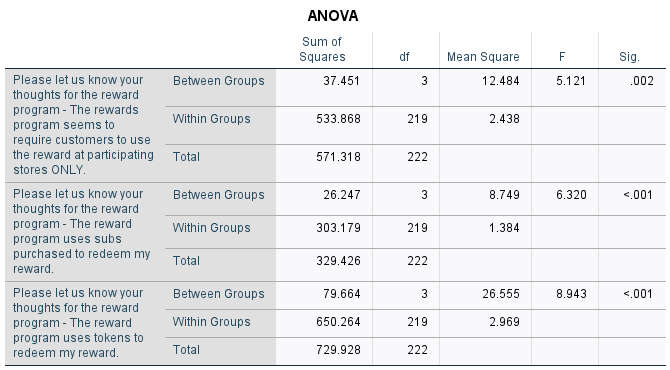 ANOVA
Sum of
Squares df Mean Square F Sig.
Please let us know your
thoughts for the reward
program - The rewards
program seems to
require customers to use
the reward at participating
stores ONLY.
Between Groups 37.451 3 12.484 5.121 .002
Within Groups 533.868 219 2.438
Total 571.318 222
Please let us know your
thoughts for the reward
program - The reward
program uses subs
purchased to redeem my
reward.
Between Groups 26.247 3 8.749 6.320 <.001
Within Groups 303.179 219 1.384
Total 329.426 222
Please let us know your
thoughts for the reward
program - The reward
program uses tokens to
redeem my reward.
Between Groups 79.664 3 26.555 8.943 <.001
Within Groups 650.264 219 2.969
Total 729.928 222